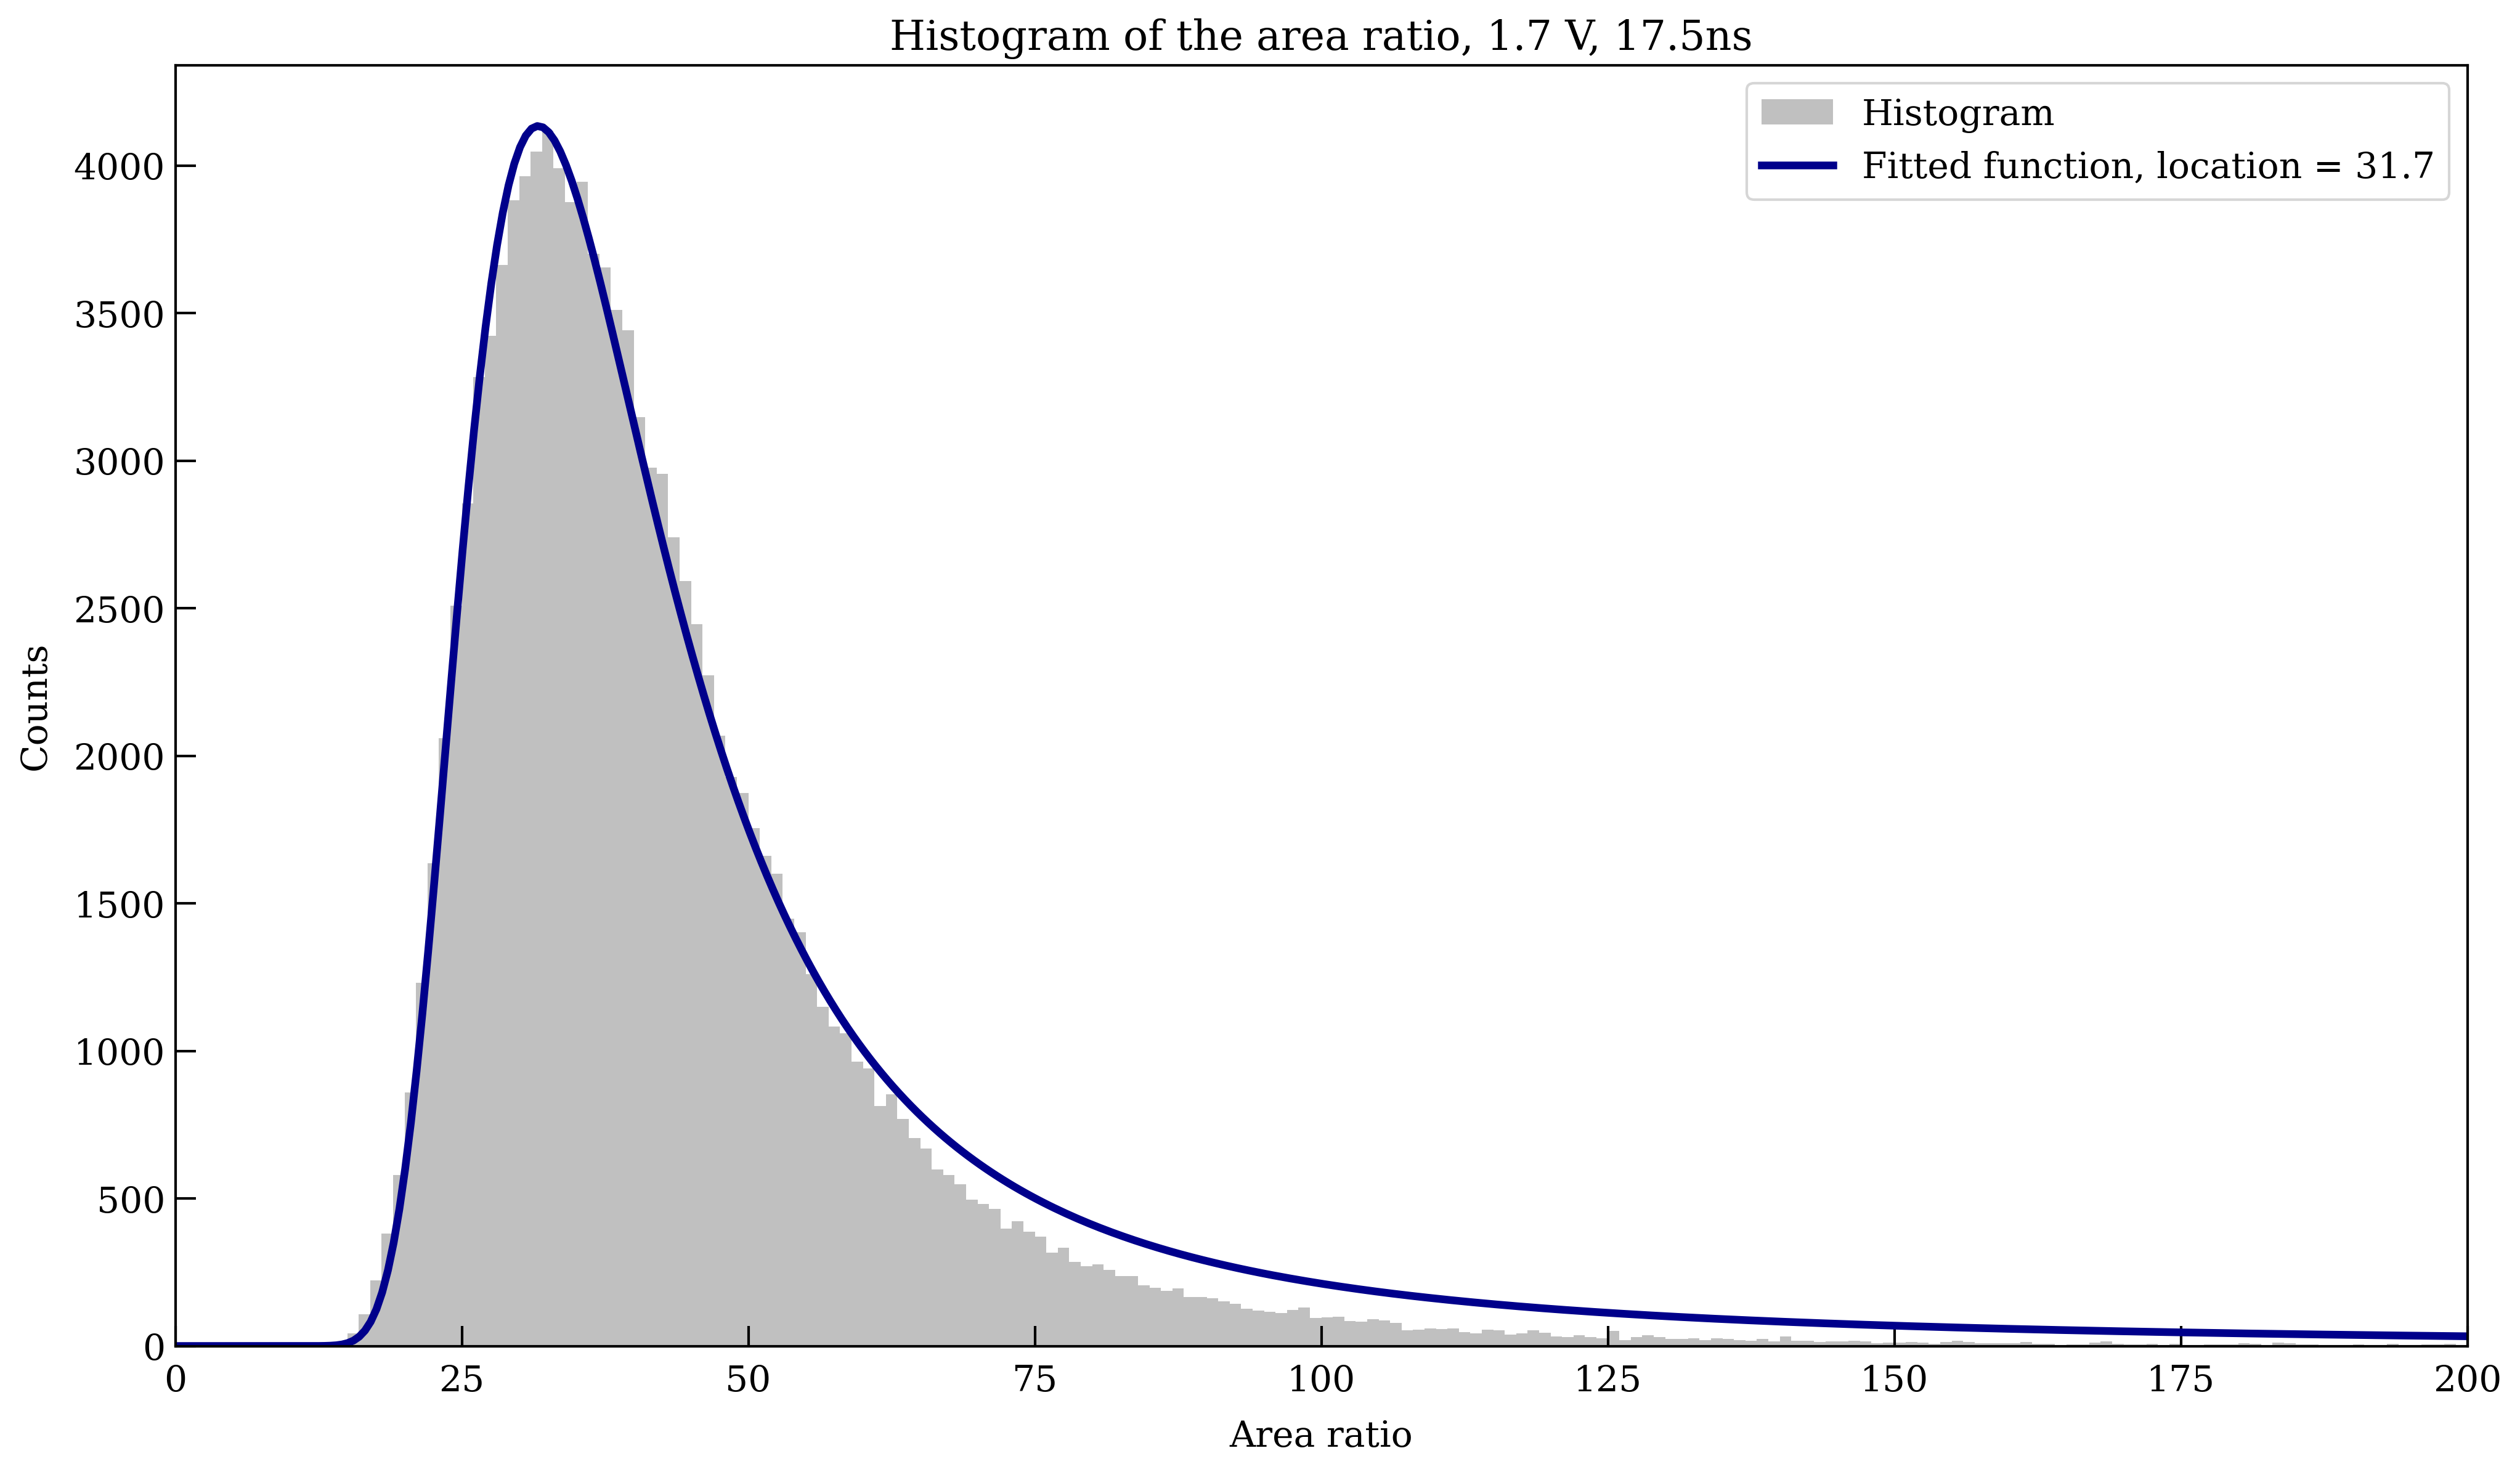 Histogram of the area ratio, 1.7 V, 17.5ns
Histogram
Fitted function, location = 31.7
4000
3500
3000
2500
2000
1500
1000
500
0
Counts
0 25 50 75 100 125 150 175 200
Area ratio